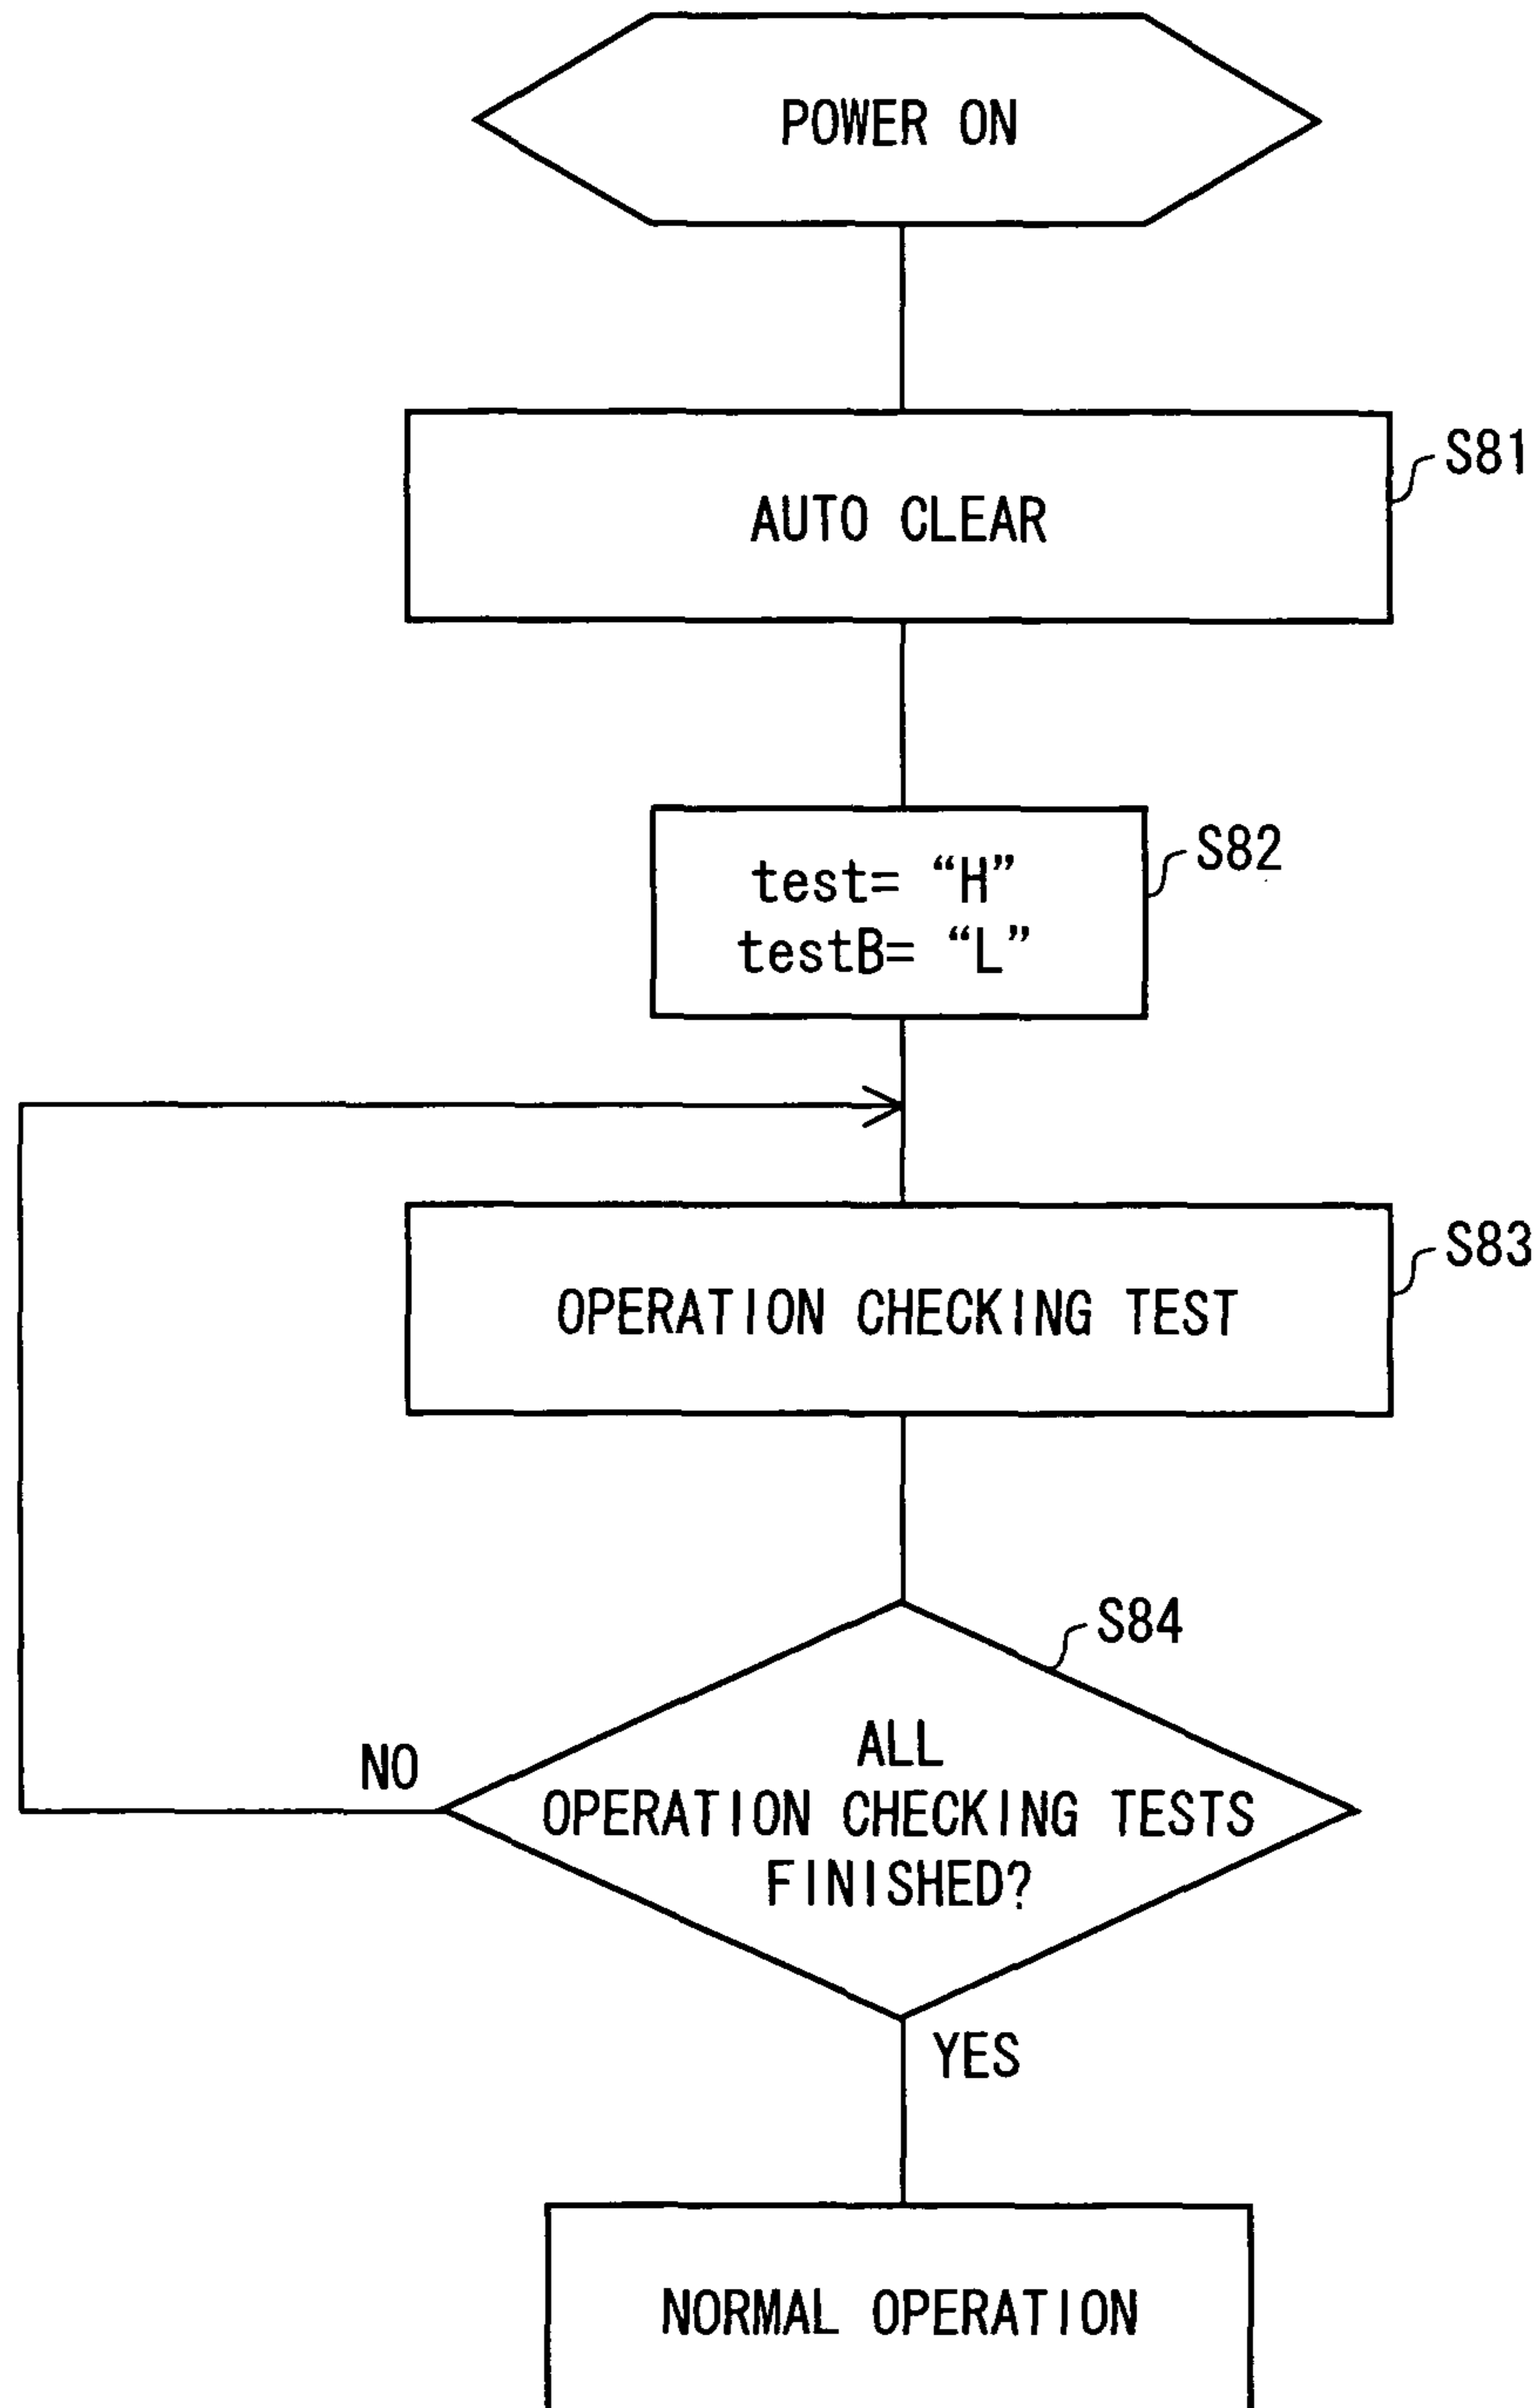 POWER ON
S81
AUTO CLEAR
S82
test= “H”
testB= “L”
S83
OPERATION CHECKING TEST
S84
ALL
OPERATION CHECKING TESTS
FINISHED?
NO
YES
NORMAL OPERATION